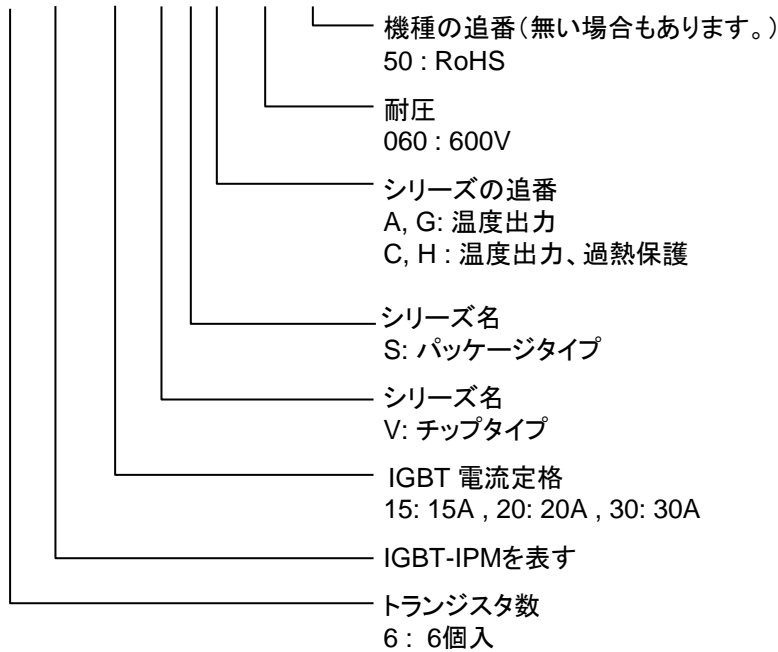 機種の追番(無い場合もあります。)
50 : RoHS
耐圧
060 : 600V
シリーズの追番
A, G: 温度出力
C, H : 温度出力、過熱保護
シリーズ名
S: パッケージタイプ
シリーズ名
V: チップタイプ
IGBT 電流定格
15: 15A , 20: 20A , 30: 30A
IGBT-IPMを表す
トランジスタ数
6 : 6個入